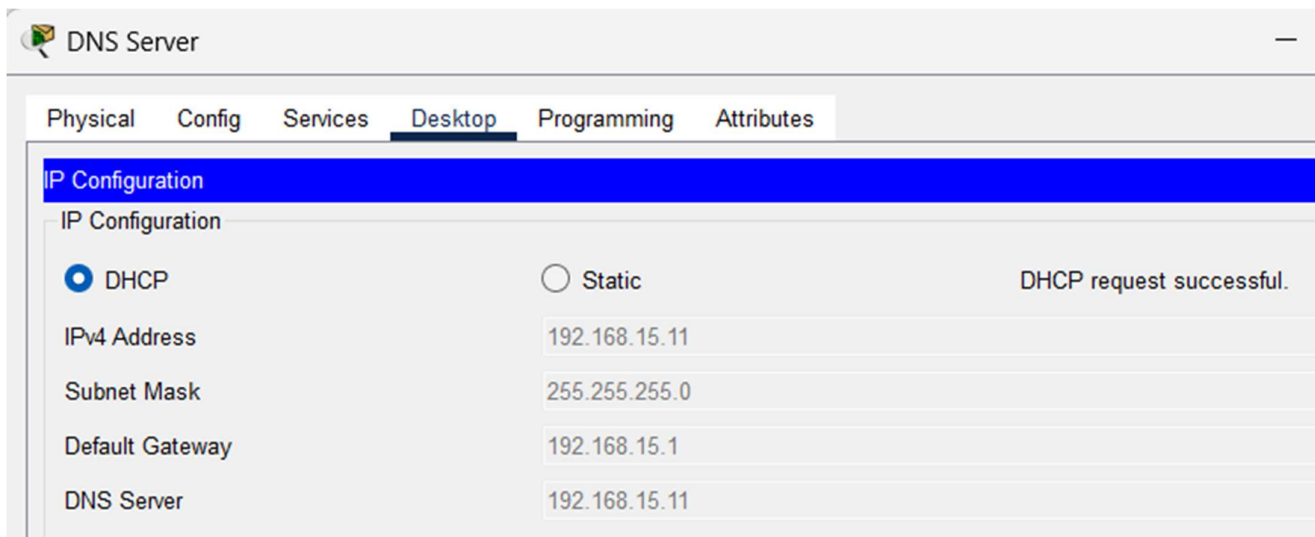 DNS Server
Physical Config Services Desktop Programming Attributes
IP Configuration
IP Configuration
DHCP Static DHCP request successful.
IPv4 Address 192.168.15.11
Subnet Mask 255.255.255.0
Default Gateway 192.168.15.1
DNS Server 192.168.15.11